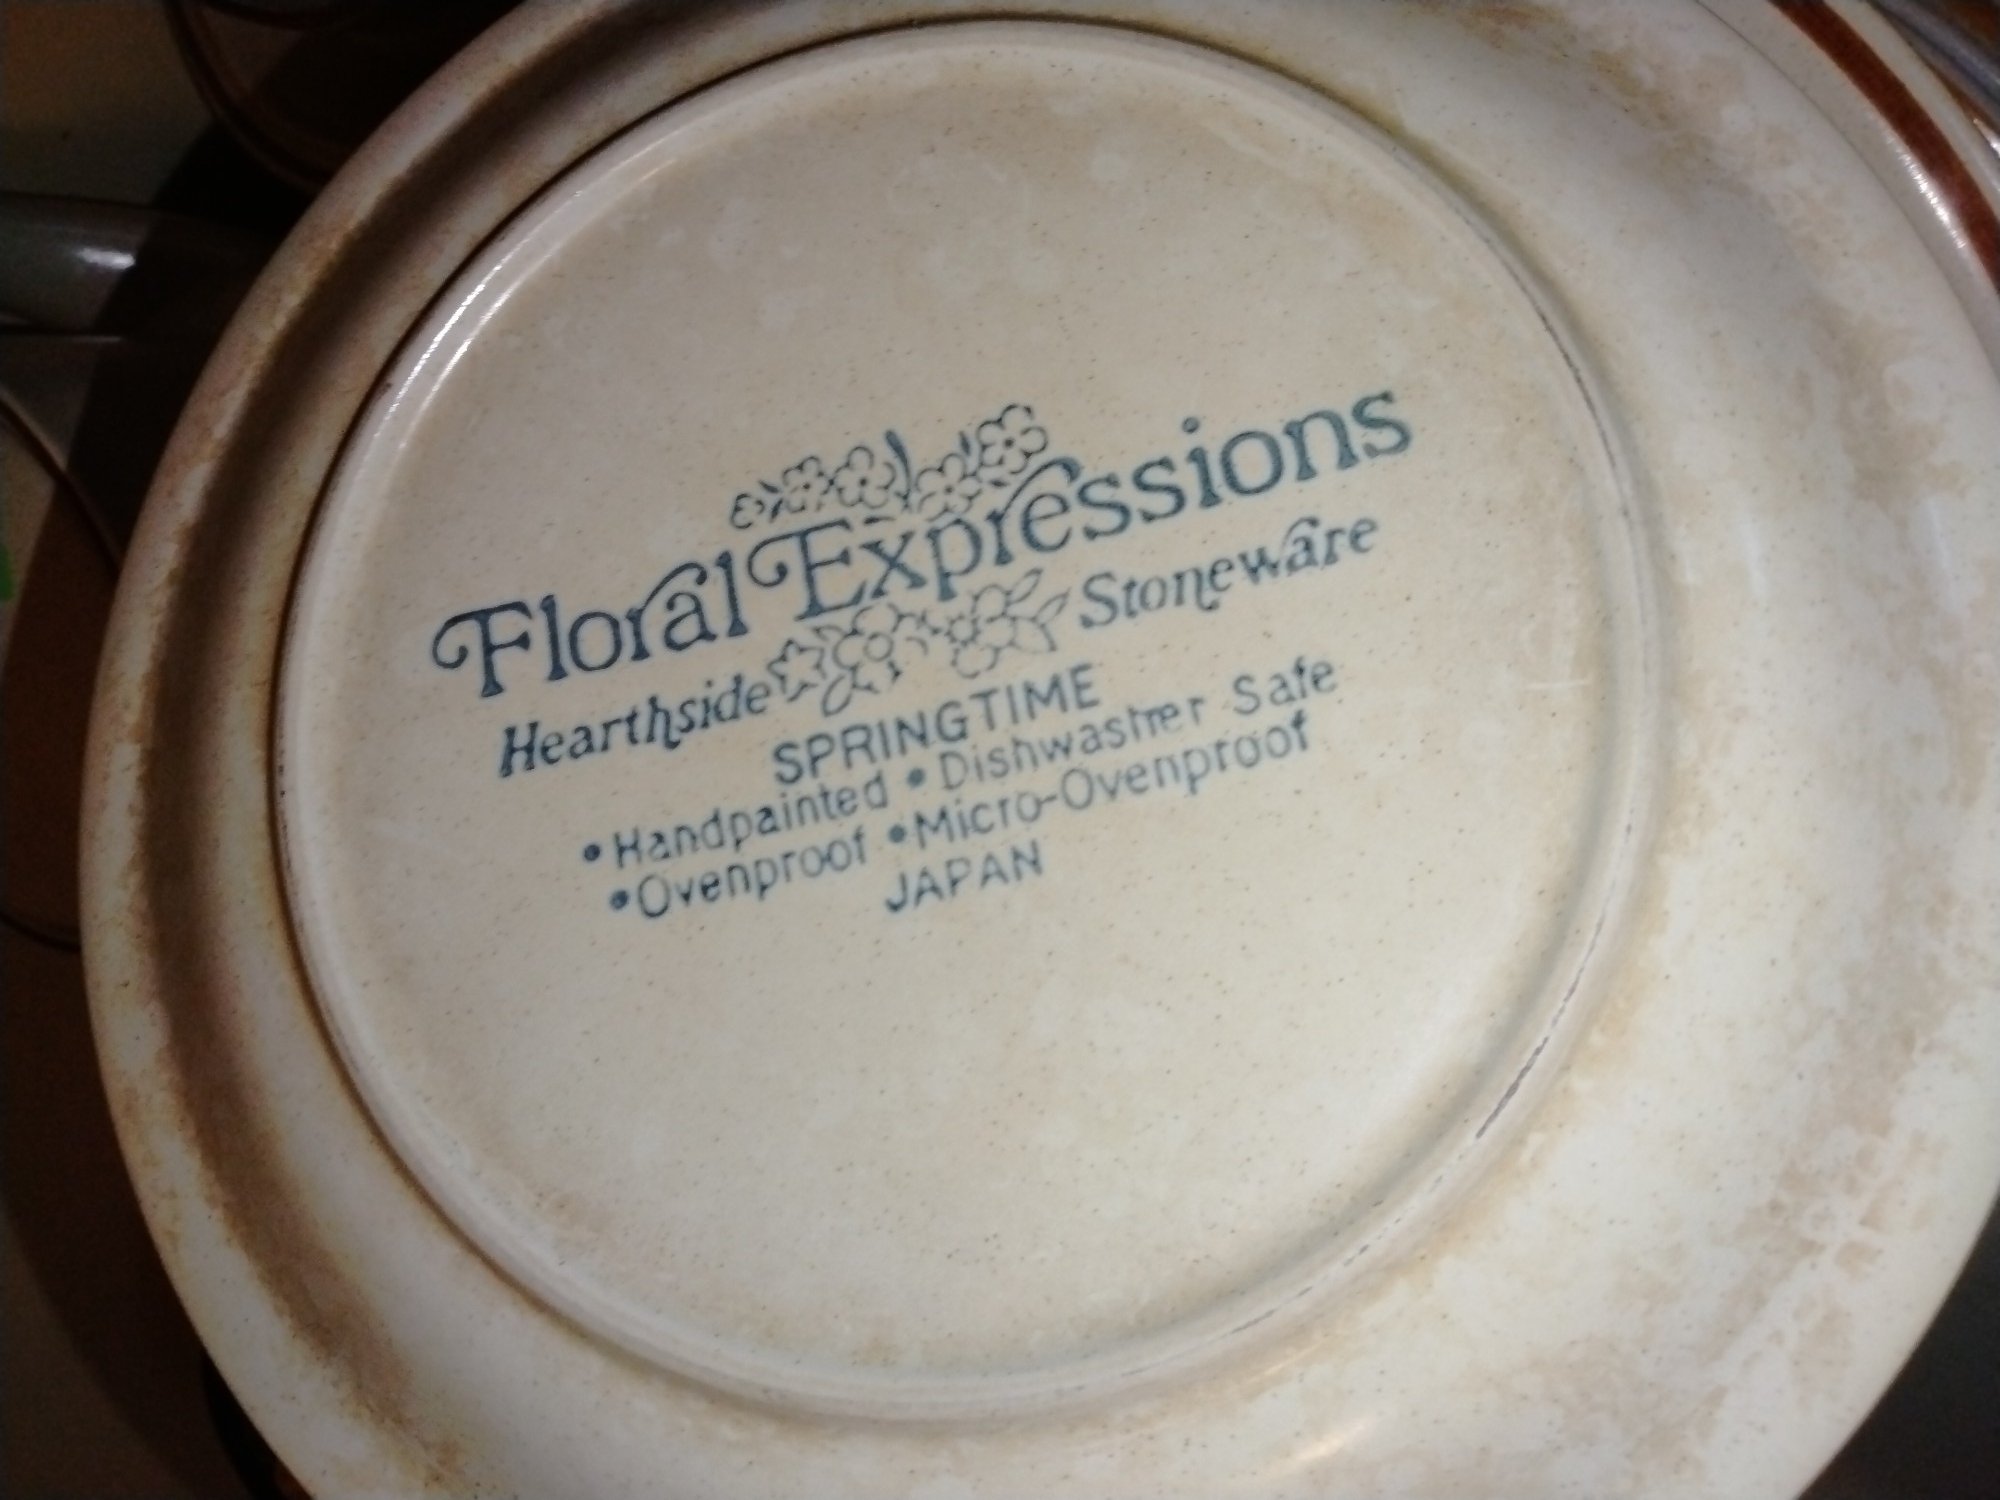 Floral Expressions
Hearthside Stoneware
SPRINGTIME
•Handpainted •Dishwasher Safe
•Ovenproof •Micro-Ovenproof
JAPAN